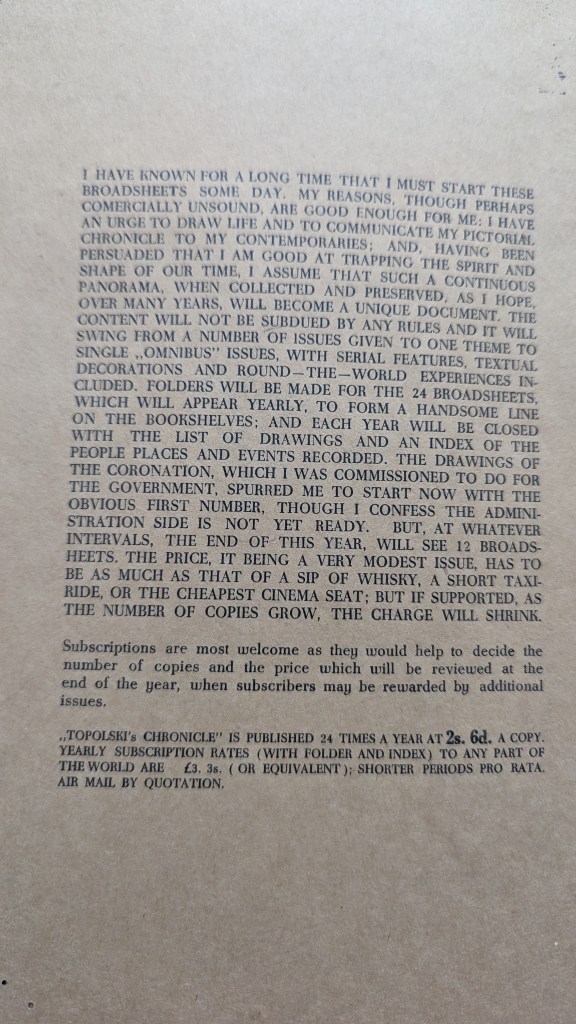 I HAVE KNOWN FOR A LONG TIME THAT I MUST START THESE
BROADSHEETS SOME DAY. MY REASONS, THOUGH PERHAPS
COMERCIALLY UNSOUND, ARE GOOD ENOUGH FOR ME: I HAVE
AN URGE TO DRAW LIFE AND TO COMMUNICATE MY PICTORIAL
CHRONICLE TO MY CONTEMPORARIES; AND, HAVING BEEN
PERSUADED THAT I AM GOOD AT TRAPPING THE SPIRIT AND
SHAPE OF OUR TIME, I ASSUME THAT SUCH A CONTINUOUS
PANORAMA, WHEN COLLECTED AND PRESERVED, AS I HOPE,
OVER MANY YEARS, WILL BECOME A UNIQUE DOCUMENT. THE
CONTENT WILL NOT BE SUBDUED BY ANY RULES AND IT WILL
SWING FROM A NUMBER OF ISSUES GIVEN TO ONE THEME TO
SINGLE „OMNIBUS" ISSUES, WITH SERIAL FEATURES, TEXTUAL
DECORATIONS AND ROUND—THE—WORLD EXPERIENCES IN-
CLUDED. FOLDERS WILL BE MADE FOR THE 24 BROADSHEETS,
WHICH WILL APPEAR YEARLY, TO FORM A HANDSOME LINE
ON THE BOOKSHELVES; AND EACH YEAR WILL BE CLOSED
WITH THE LIST OF DRAWINGS AND AN INDEX OF THE
PEOPLE PLACES AND EVENTS RECORDED. THE DRAWINGS OF
THE CORONATION, WHICH I WAS COMMISSIONED TO DO FOR
THE GOVERNMENT, SPURRED ME TO START NOW WITH THE
OBVIOUS FIRST NUMBER, THOUGH I CONFESS THE ADMINI-
STRATION SIDE IS NOT YET READY. BUT, AT WHATEVER
INTERVALS, THE END OF THIS YEAR, WILL SEE 12 BROADS-
HEETS. THE PRICE, IT BEING A VERY MODEST ISSUE, HAS TO
BE AS MUCH AS THAT OF A SIP OF WHISKY, A SHORT TAXI-
RIDE, OR THE CHEAPEST CINEMA SEAT; BUT IF SUPPORTED, AS
THE NUMBER OF COPIES GROW, THE CHARGE WILL SHRINK.
Subscriptions are most welcome as they would help to decide the
number of copies and the price which will be reviewed at the
end of the year, when subscribers may be rewarded by additional
issues.
„TOPOLSKI's CHRONICLE" IS PUBLISHED 24 TIMES A YEAR AT 2s. 6d. A COPY.
YEARLY SUBSCRIPTION RATES (WITH FOLDER AND INDEX) TO ANY PART OF
THE WORLD ARE £3. 3s. (OR EQUIVALENT); SHORTER PERIODS PRO RATA.
AIR MAIL BY QUOTATION.